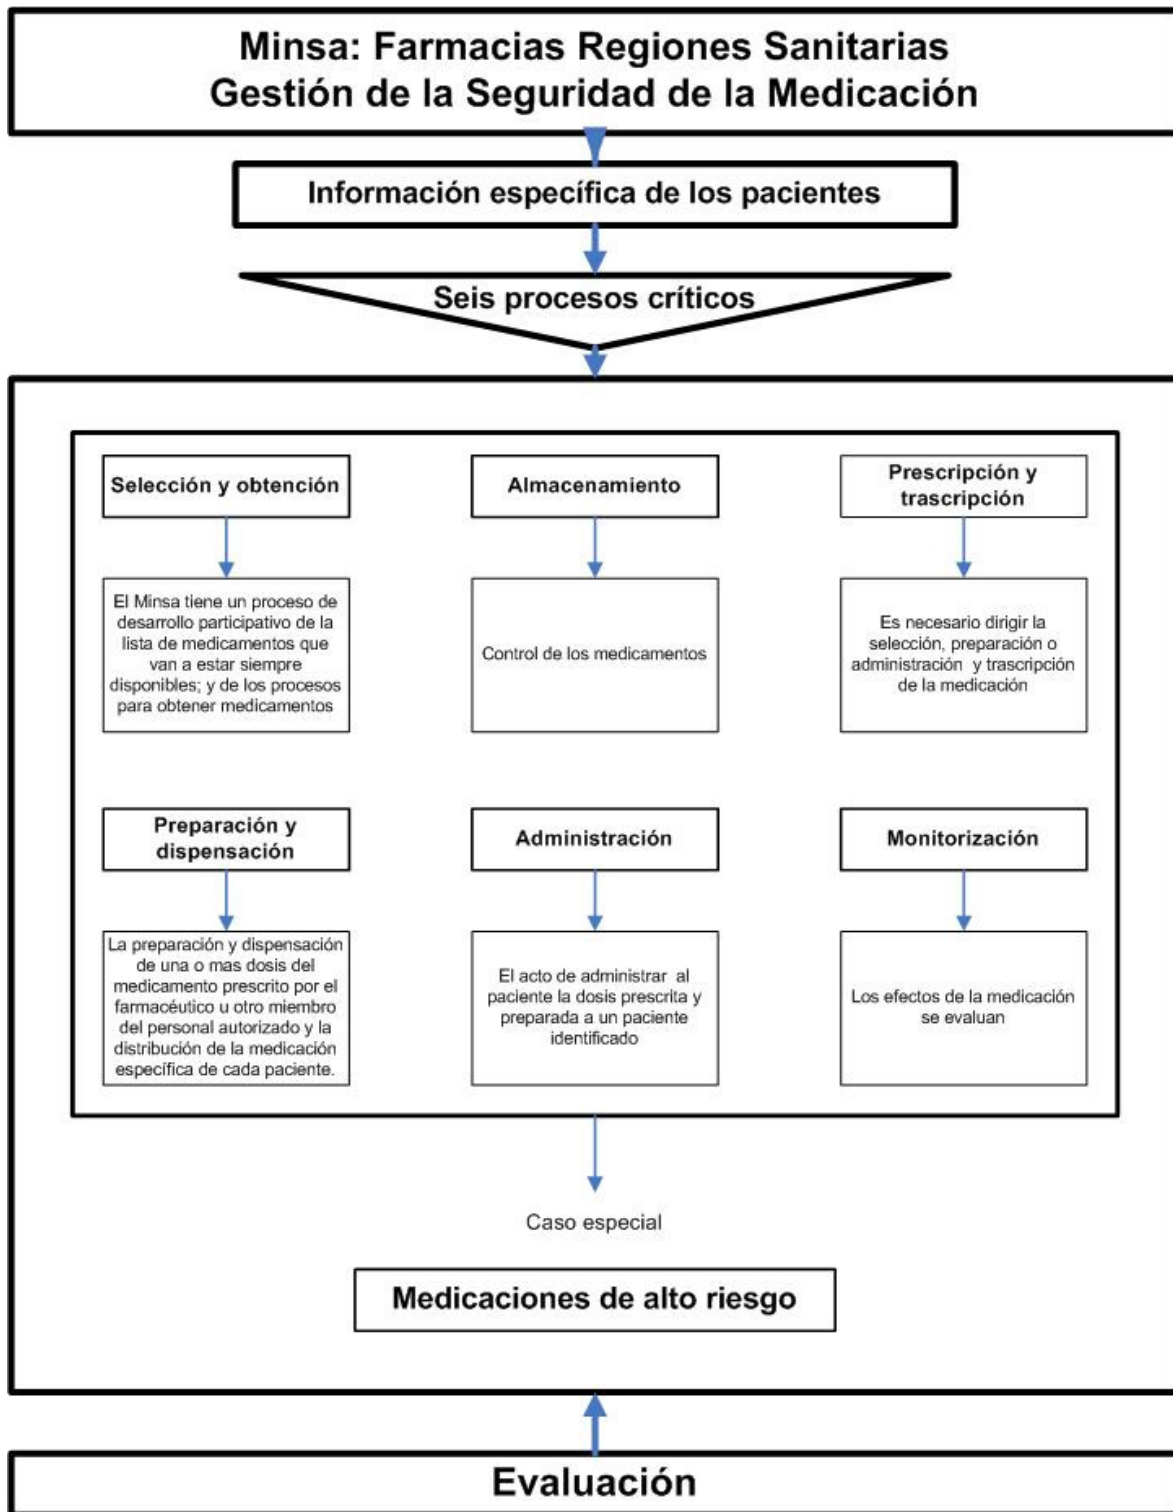 Minsa: Farmacias Regiones Sanitarias
Gestión de la Seguridad de la Medicación
Información específica de los pacientes
Seis procesos críticos
Selección y obtención
El Minsa tiene un proceso de
desarrollo participativo de la
lista de medicamentos que
van a estar siempre
disponibles; y de los procesos
para obtener medicamentos
Almacenamiento
Control de los medicamentos
Prescripción y
trascripción
Es necesario dirigir la
selección, preparación o
administración y trascripción
de la medicación
Preparación y
dispensación
La preparación y dispensación
de una o mas dosis del
medicamento prescrito por el
farmacéutico u otro miembro
del personal autorizado y la
distribución de la medicación
específica de cada paciente.
Administración
El acto de administrar al
paciente la dosis prescrita y
preparada a un paciente
identificado
Monitorización
Los efectos de la medicación
se evaluan
Caso especial
Medicaciones de alto riesgo
Evaluación